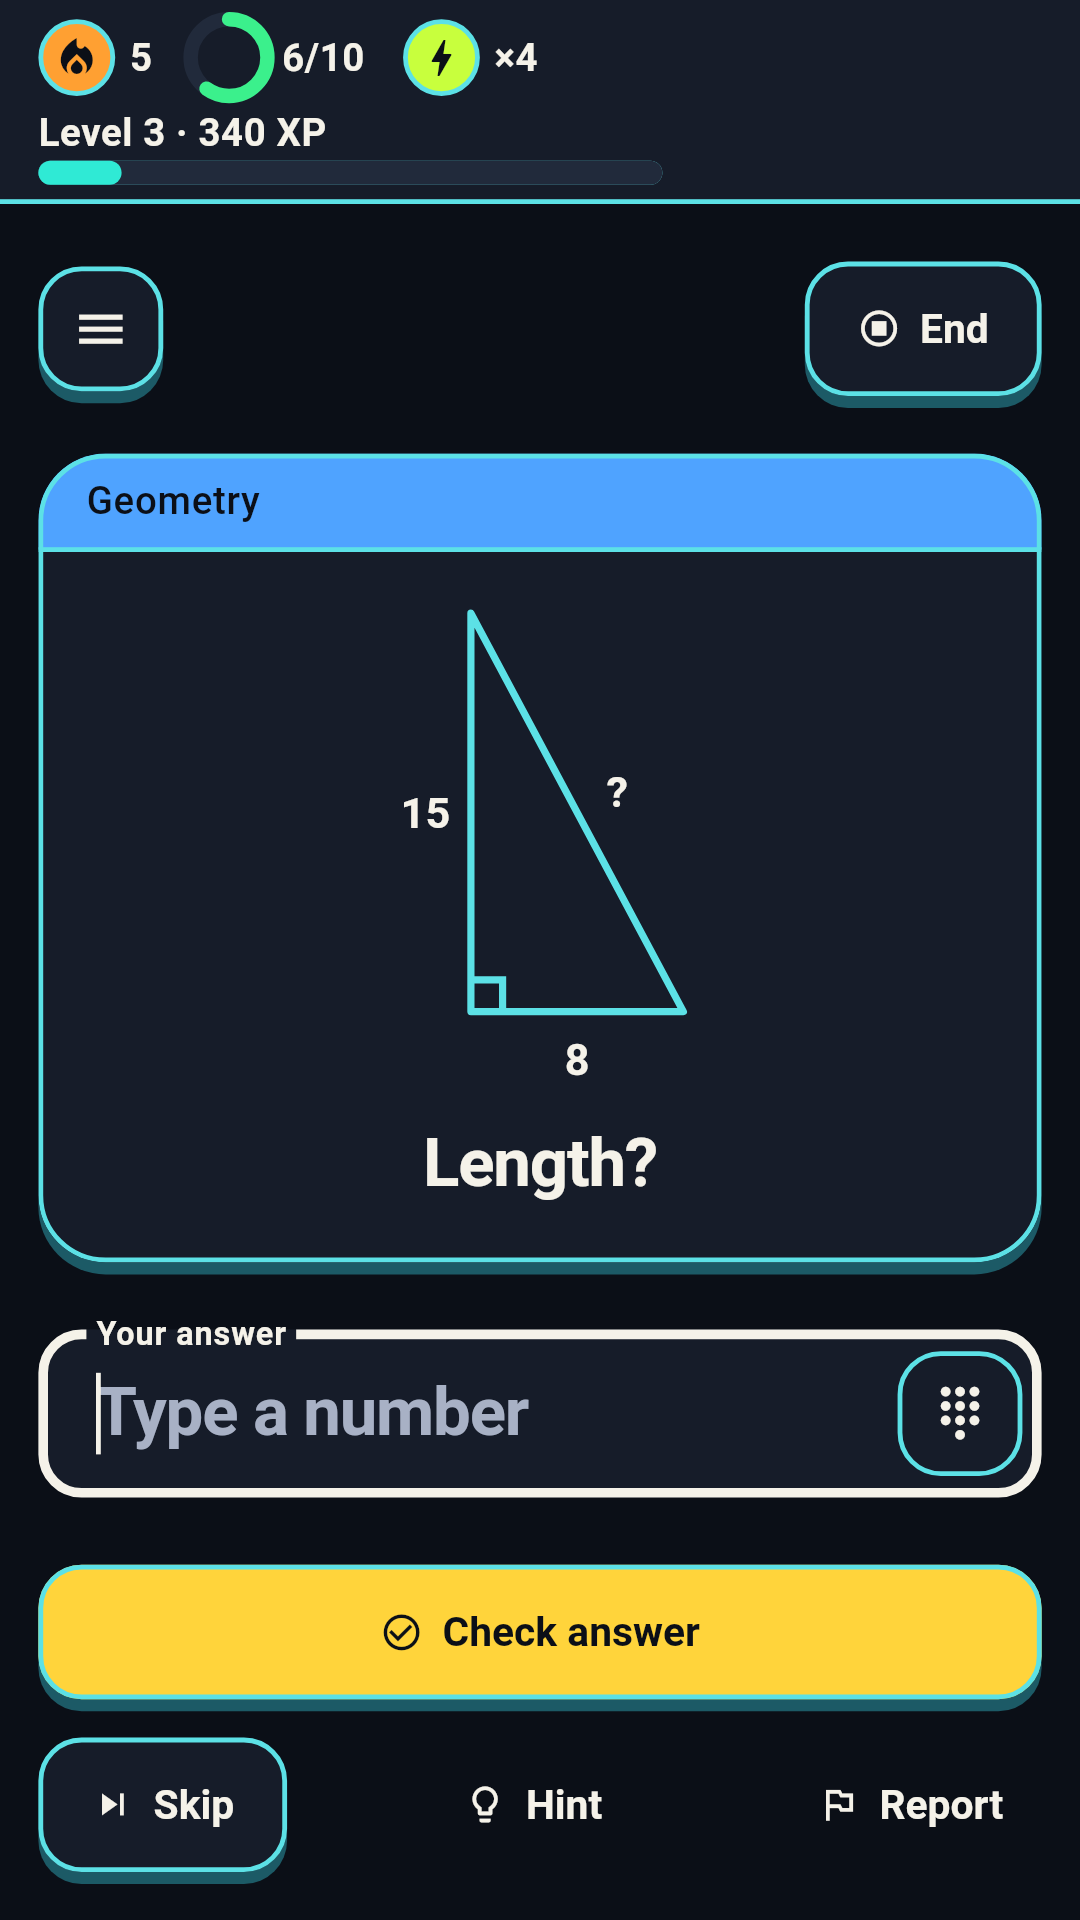 5 6/10 ×4
Level 3 · 340 XP
End
Geometry
15
?
8
Length?
Your answer
Type a number
Check answer
Skip Hint Report